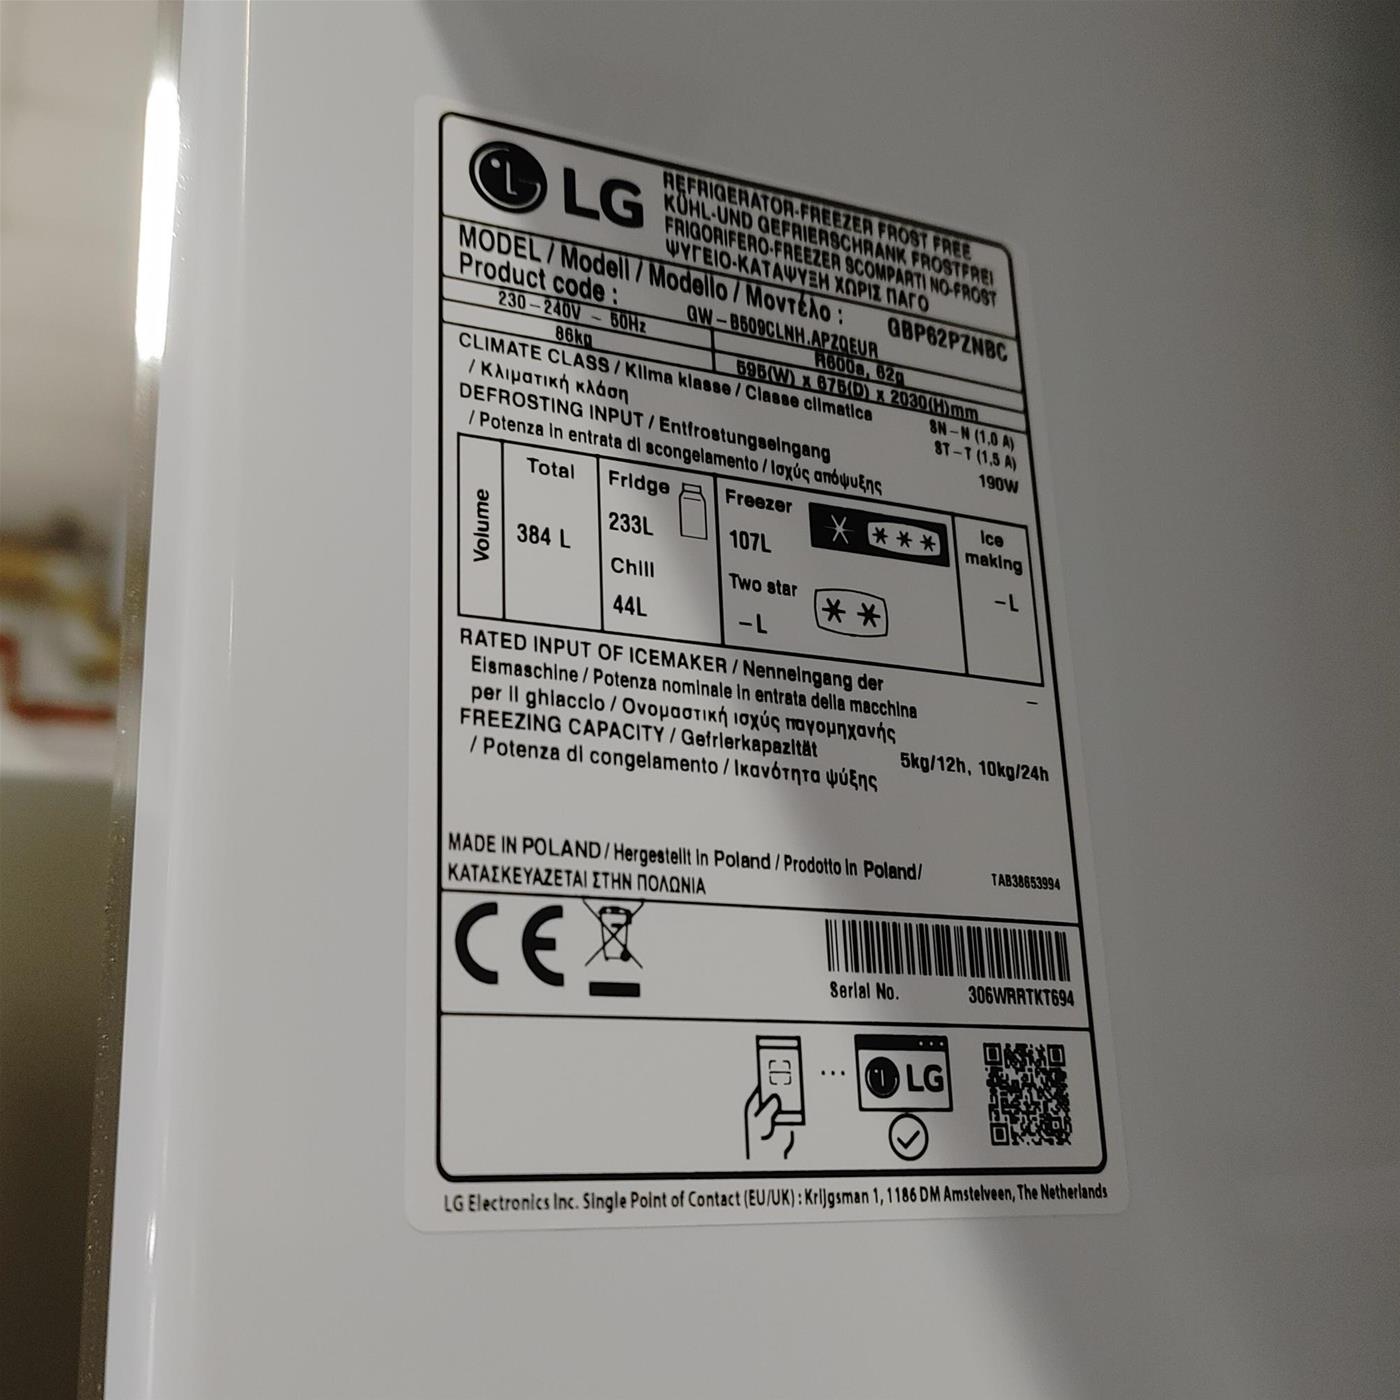 LG
REFRIGERATOR-FREEZER FROST FREE
KÜHL-UND GEFRIERSCHRANK FROSTFREI
FRIGORIFERO-FREEZER SCOMPARTI NO-FROST
ΨΥΓΕΙΟ-ΚΑΤΑΨΥΞΗ ΧΩΡΙΣ ΠΑΓΟ
MODEL / Modell / Modello / Μοντέλο : GBP62PZNBC
Product code : GW-B509CLNH.APZQEUR
230-240V ~ 50Hz R600a, 62g
86kg 595(W) x 675(D) x 2030(H)mm
CLIMATE CLASS / Klima klasse / Classe climatica SN-N (1,0 A)
/ Κλιματική κλάση ST-T (1,5 A)
DEFROSTING INPUT / Entfrostungseingang 190W
/ Potenza in entrata di scongelamento / Ισχύς απόψυξης
Volume
Total
384 L
Fridge
233L
Chill
44L
Freezer
107L
Two star
-L
Ice
making
-L
RATED INPUT OF ICEMAKER / Nenneingang der
Eismaschine / Potenza nominale in entrata della macchina -
per il ghiaccio / Ονομαστική ισχύς παγομηχανής
FREEZING CAPACITY / Gefrierkapazität 5kg/12h, 10kg/24h
/ Potenza di congelamento / Ικανότητα ψύξης
MADE IN POLAND / Hergestellt in Poland / Prodotto in Poland/
ΚΑΤΑΣΚΕΥΑΖΕΤΑΙ ΣΤΗΝ ΠΟΛΩΝΙΑ
TAB38653994
CE
Serial No. 306WRRTKT694
LG
LG Electronics Inc. Single Point of Contact (EU/UK) : Krijgsman 1, 1186 DM Amstelveen, The Netherlands